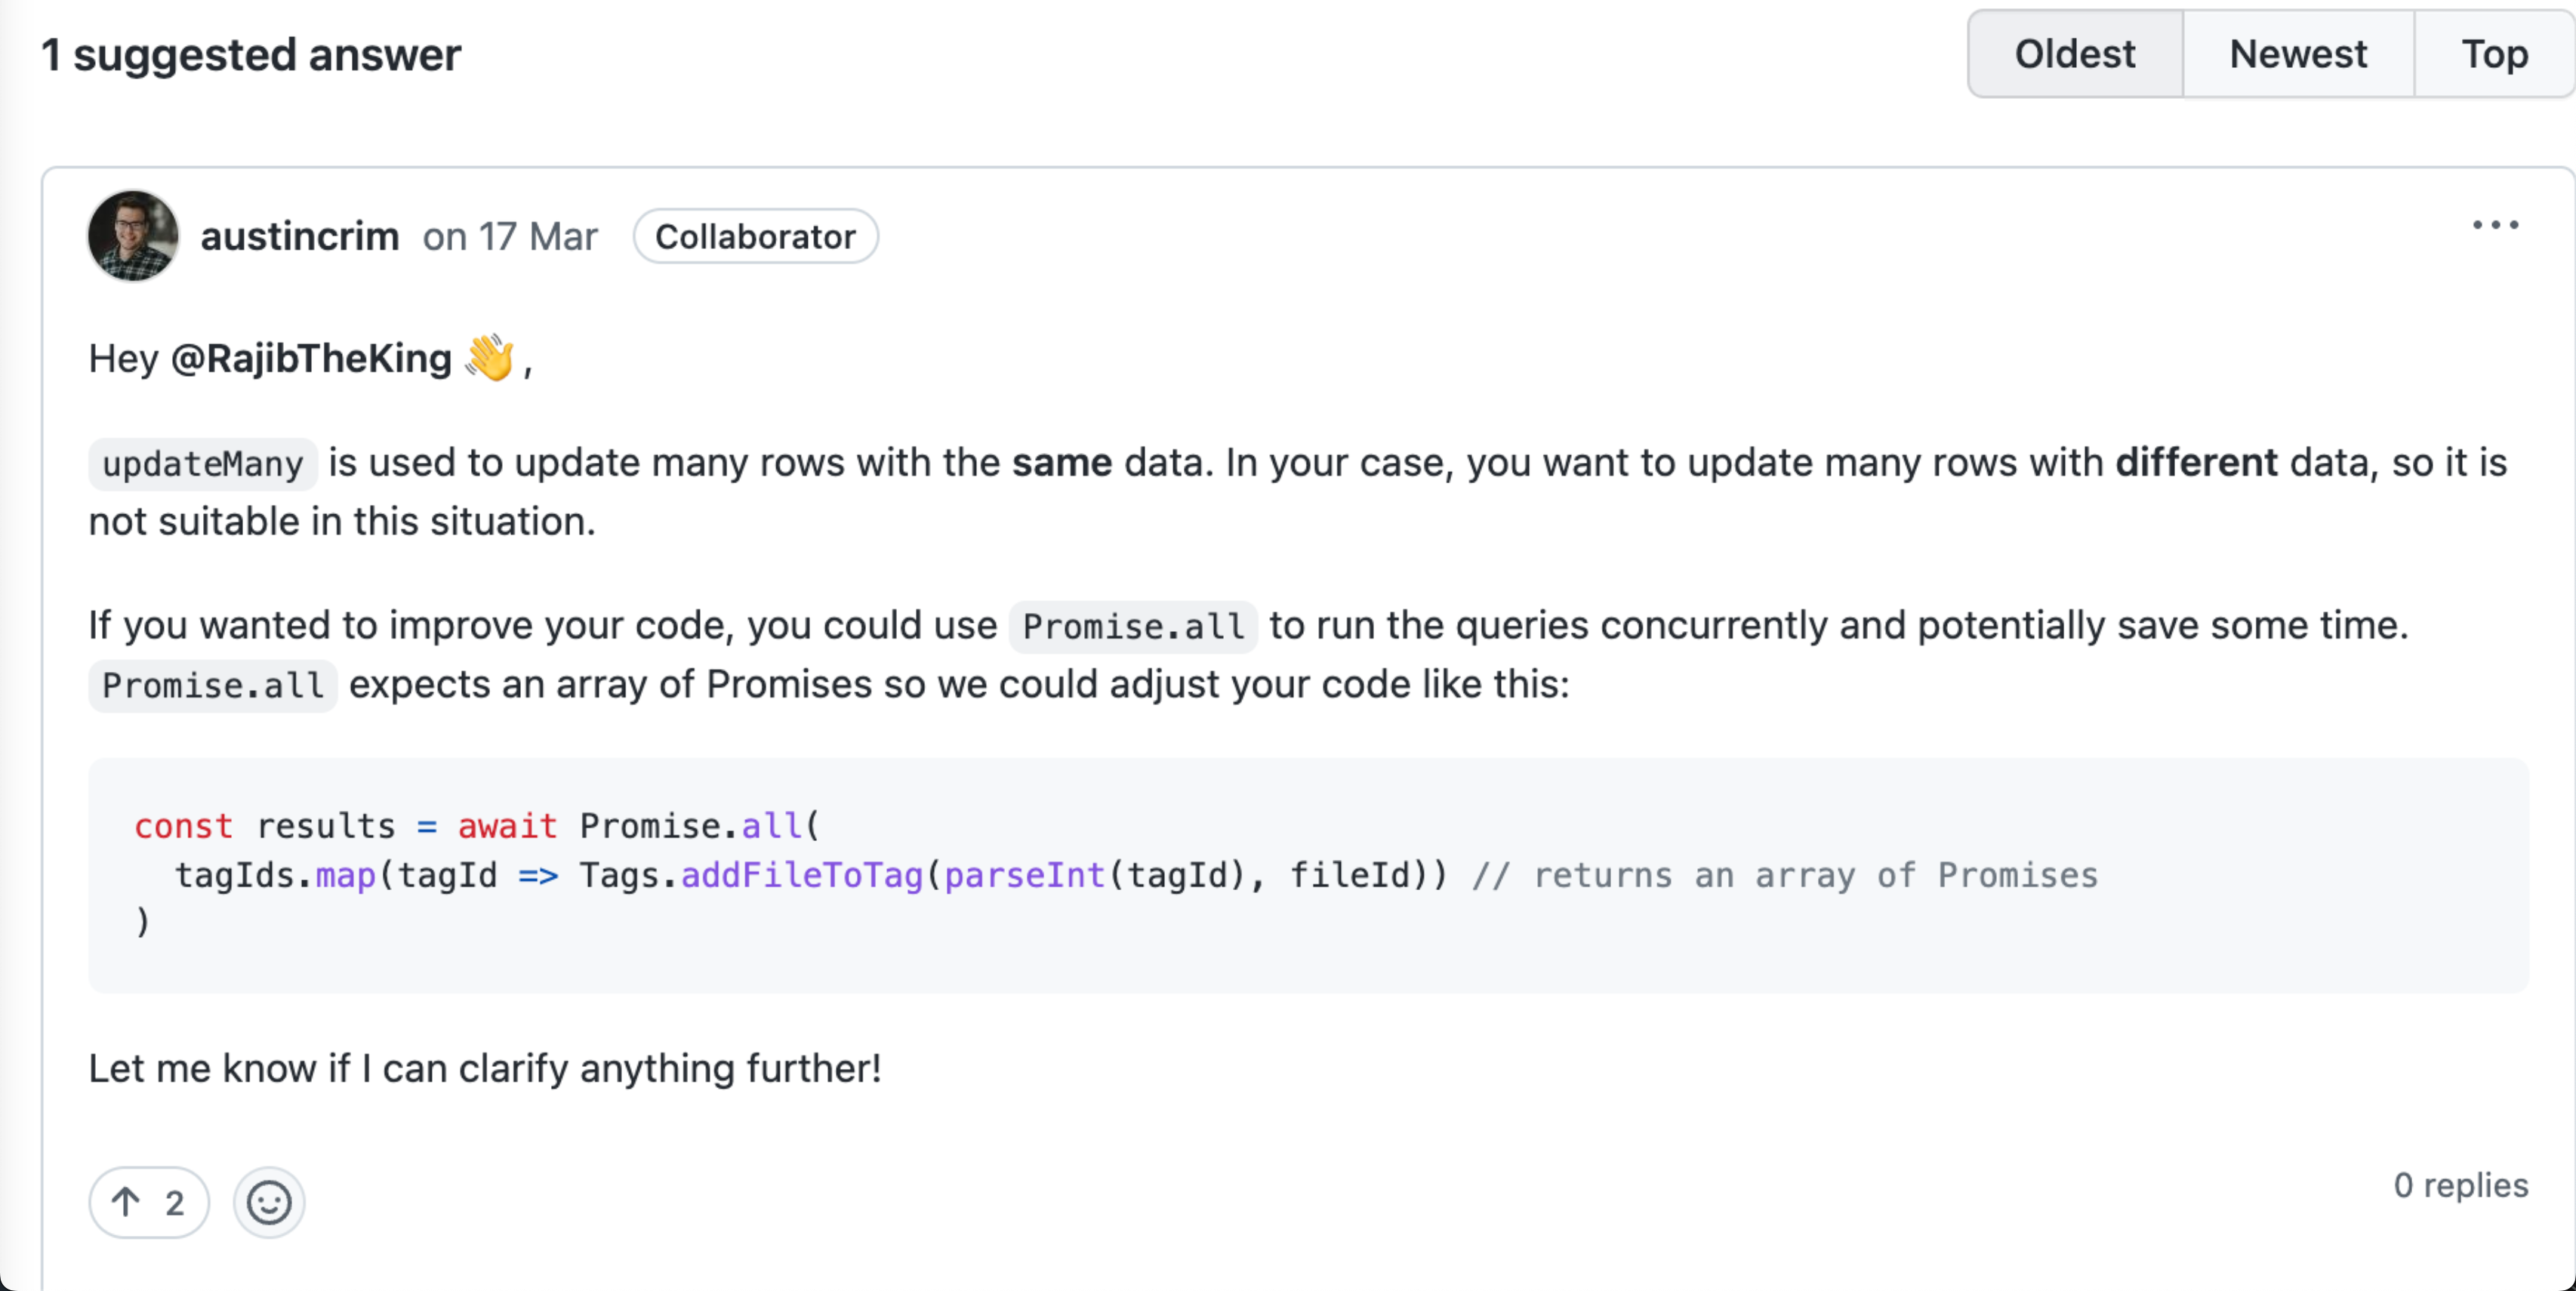 1 suggested answer
Oldest Newest Top
austincrim on 17 Mar Collaborator
Hey @RajibTheKing 👋 ,
updateMany is used to update many rows with the same data. In your case, you want to update many rows with different data, so it is
not suitable in this situation.
If you wanted to improve your code, you could use Promise.all to run the queries concurrently and potentially save some time.
Promise.all expects an array of Promises so we could adjust your code like this:
const results = await Promise.all(
  tagIds.map(tagId => Tags.addFileToTag(parseInt(tagId), fileId)) // returns an array of Promises
)
Let me know if I can clarify anything further!
2
0 replies